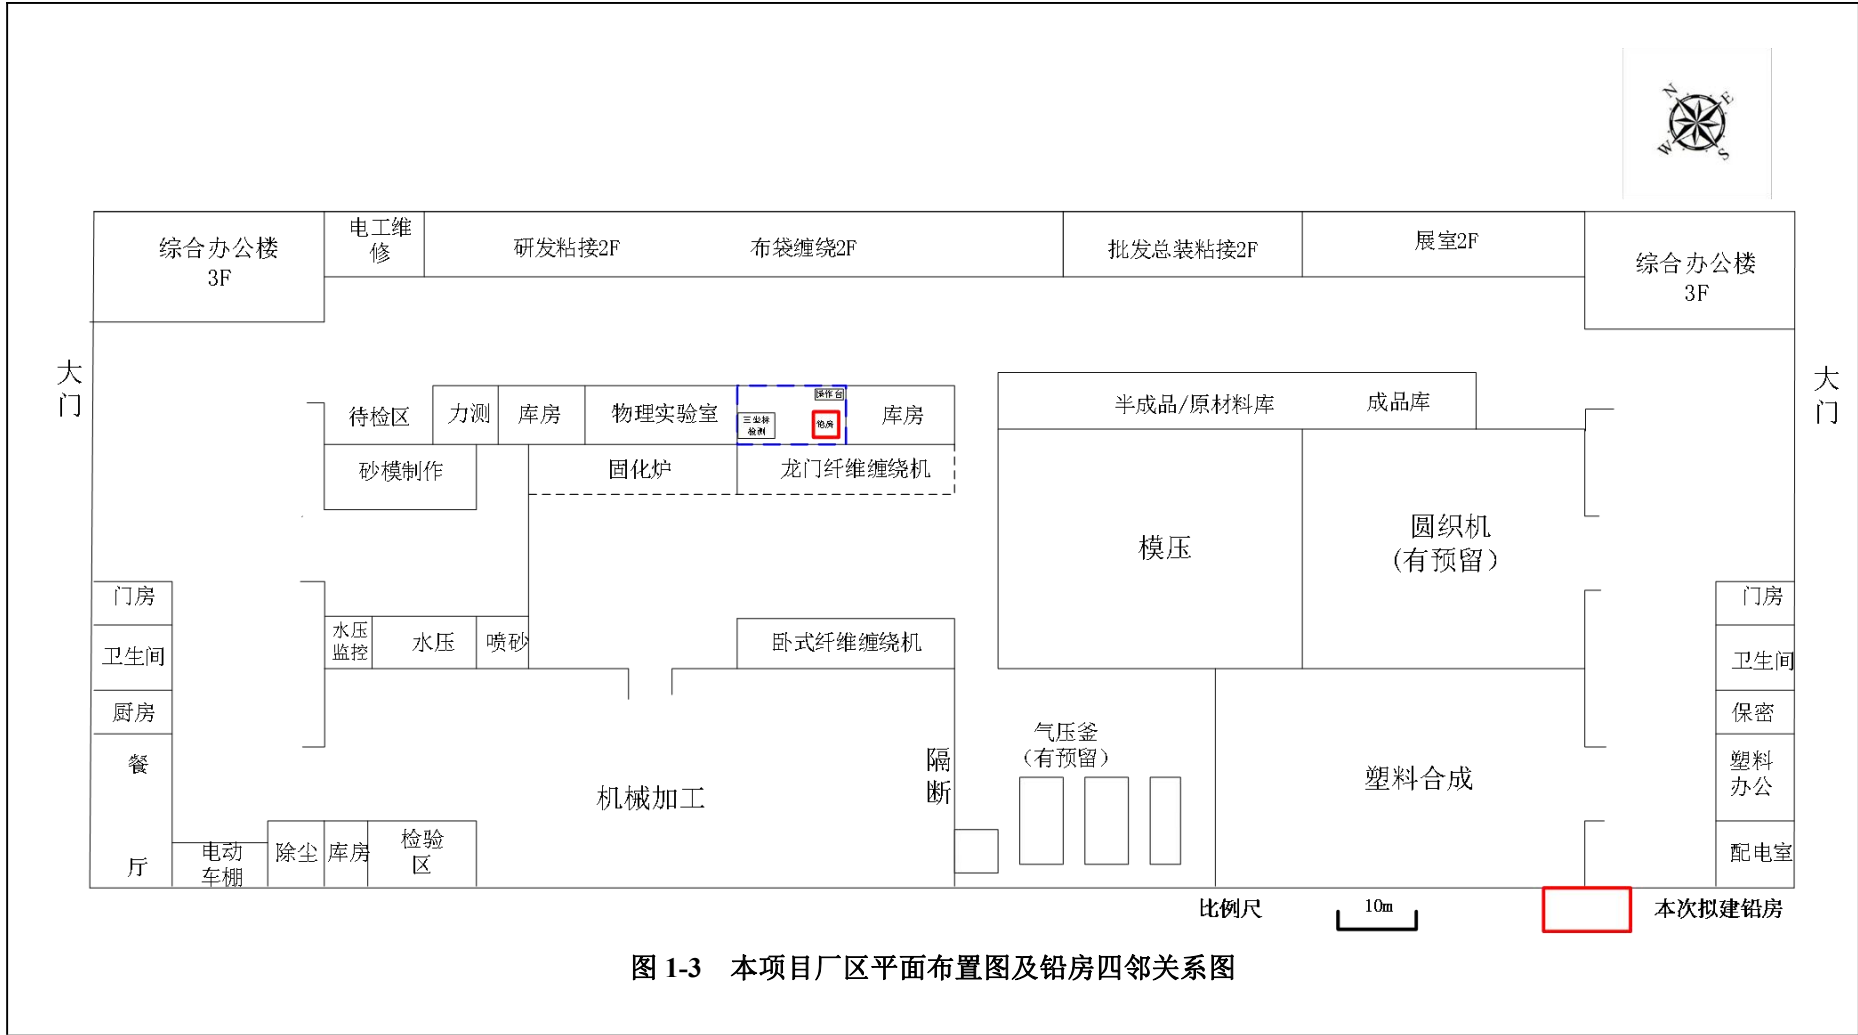 N
E
W
S
综合办公楼
3F
电工维
修
研发粘接2F
布袋缠绕2F
批发总装粘接2F
展室2F
综合办公楼
3F
大
门
待检区
力测
库房
物理实验室
操作台
三坐标
检测
铅房
库房
半成品/原材料库
成品库
大
门
砂模制作
固化炉
龙门纤维缠绕机
模压
圆织机
(有预留)
门房
卫生间
厨房
餐
厅
水压
监控
水压
喷砂
卧式纤维缠绕机
门房
卫生间
保密
塑料
办公
配电室
气压釜
(有预留)
隔
断
机械加工
塑料合成
电动
车棚
除尘
库房
检验
区
比例尺
10m
本次拟建铅房
图 1-3 本项目厂区平面布置图及铅房四邻关系图